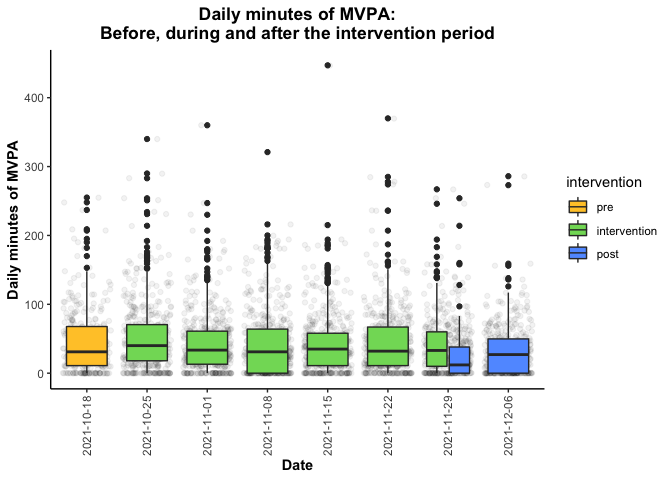 Daily minutes of MVPA:
Before, during and after the intervention period
Daily minutes of MVPA
400
300
200
100
0
2021-10-18
2021-10-25
2021-11-01
2021-11-08
2021-11-15
2021-11-22
2021-11-29
2021-12-06
Date
intervention
pre
intervention
post